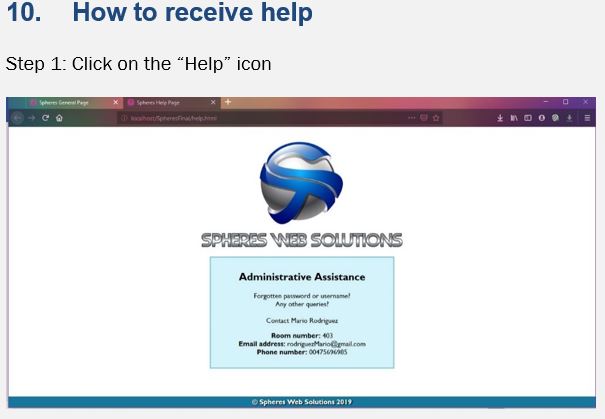 10. How to receive help
Step 1: Click on the “Help” icon
Spheres General Page
Spheres Help Page
localhost/SpheresFinal/help.html
SPHERES WEB SOLUTIONS
Administrative Assistance
Forgotten password or username?
Any other queries?
Contact Mario Rodriguez
Room number: 403
Email address: rodriguezMario@gmail.com
Phone number: 00475696985
© Spheres Web Solutions 2019